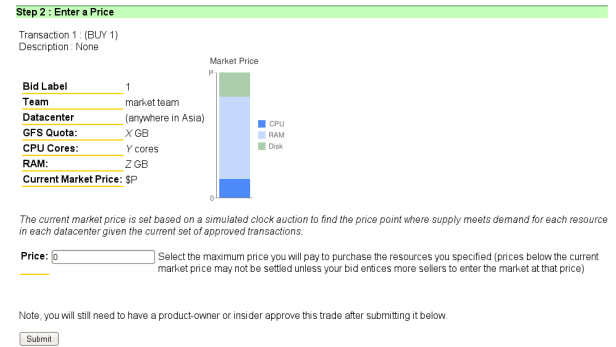 Step 2 : Enter a Price
Transaction 1 : (BUY 1)
Description : None
Market Price
P
0
CPU
RAM
Disk
Bid Label 1
Team market team
Datacenter (anywhere in Asia)
GFS Quota: X GB
CPU Cores: Y cores
RAM: Z GB
Current Market Price: $P
The current market price is set based on a simulated clock auction to find the price point where supply meets demand for each resource
in each datacenter given the current set of approved transactions.
Price: 0 Select the maximum price you will pay to purchase the resources you specified (prices below the current
market price may not be settled unless your bid entices more sellers to enter the market at that price)
Note, you will still need to have a product-owner or insider approve this trade after submitting it below.
Submit